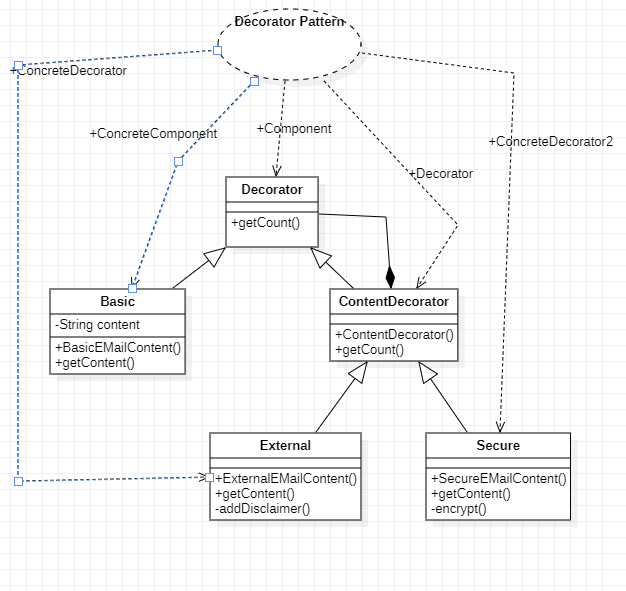 Decorator Pattern
+ConcreteDecorator
+ConcreteComponent
+Component
+ConcreteDecorator2
+Decorator
Decorator
+getCount()
Basic
-String content
+BasicEMailContent()
+getContent()
ContentDecorator
+ContentDecorator()
+getCount()
External
+ExternalEMailContent()
+getContent()
-addDisclaimer()
Secure
+SecureEMailContent()
+getContent()
-encrypt()